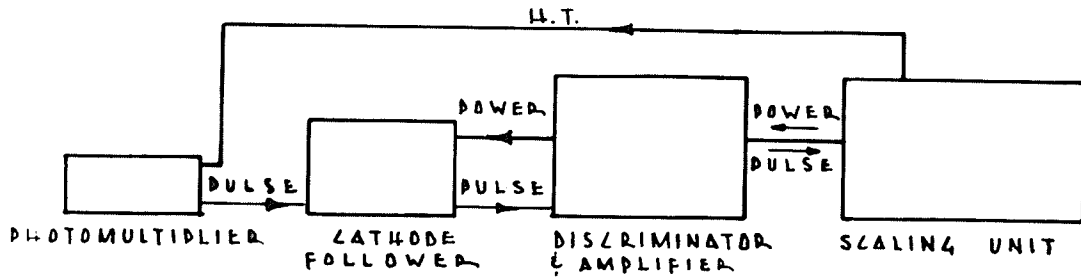 H.T.
POWER
POWER
PULSE
PULSE
PULSE
PHOTOMULTIPLIER
CATHODE
FOLLOWER
DISCRIMINATOR
& AMPLIFIER
SCALING UNIT